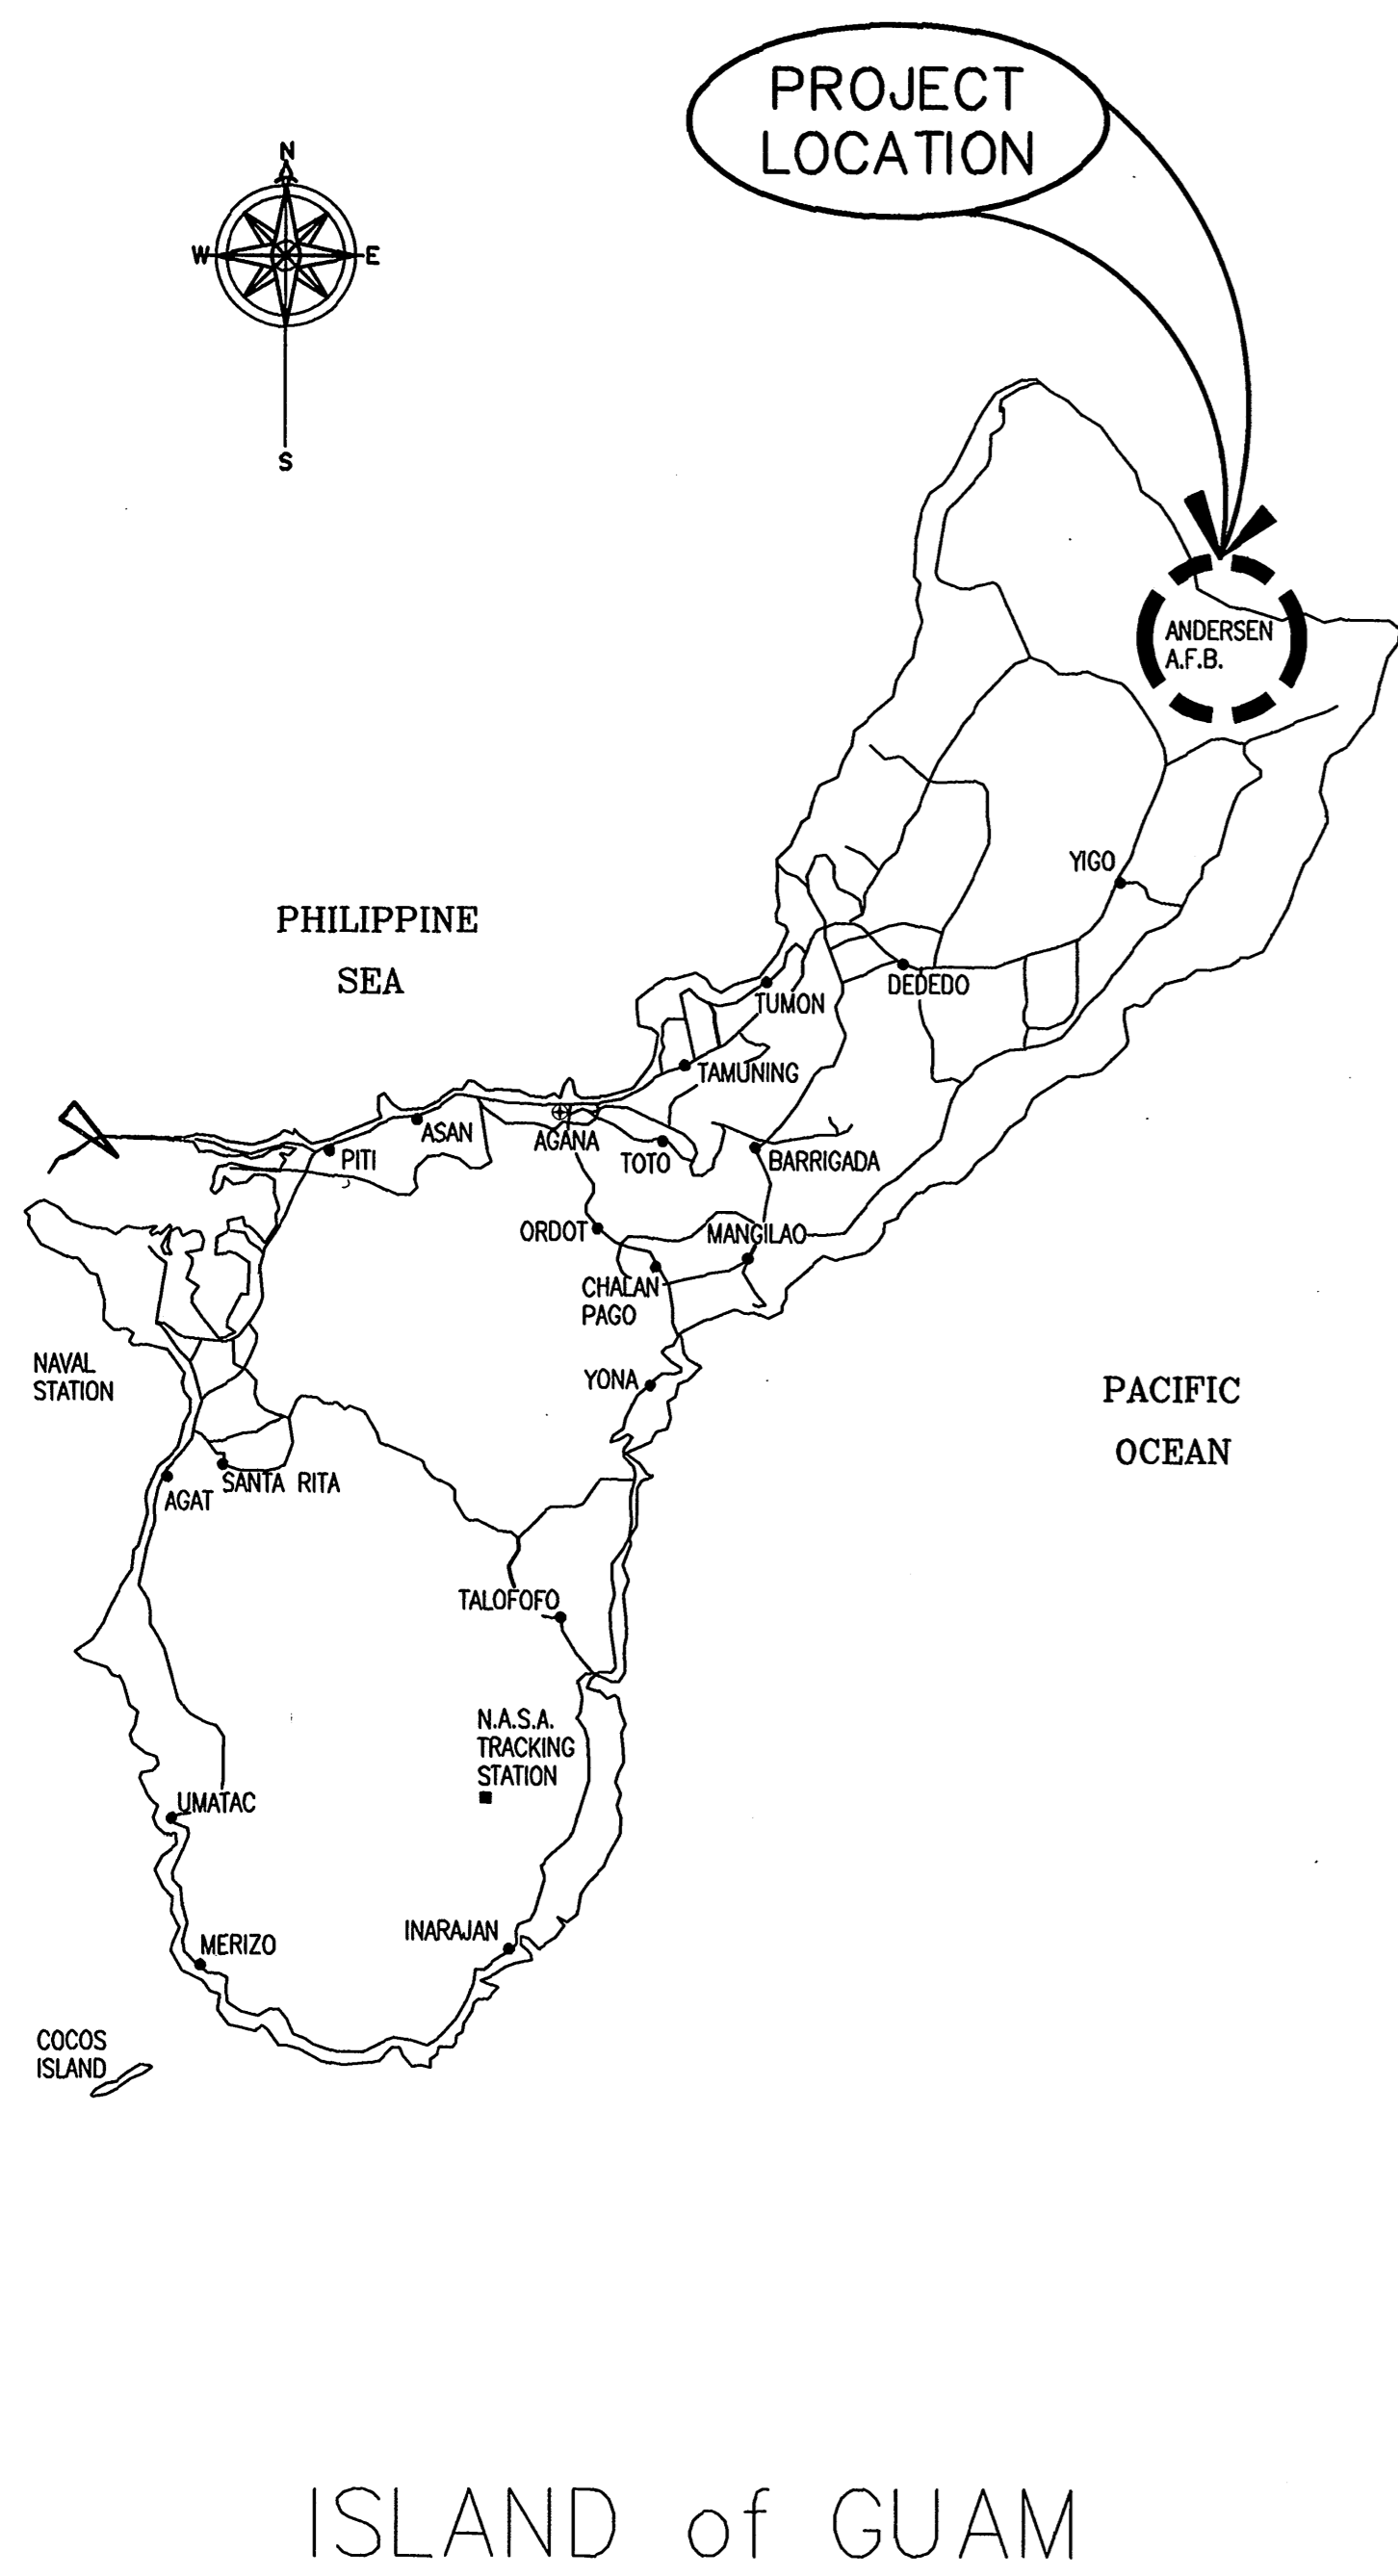 PROJECT
LOCATION
N
W
E
S
ANDERSEN
A.F.B.
YIGO
PHILIPPINE
SEA
DEDEDO
TUMON
TAMUNING
ASAN
AGANA
PITI
TOTO
BARRIGADA
ORDOT
MANGILAO
CHALAN
PAGO
NAVAL
STATION
YONA
PACIFIC
OCEAN
SANTA RITA
AGAT
TALOFOFO
N.A.S.A.
TRACKING
STATION
UMATAC
INARAJAN
MERIZO
COCOS
ISLAND
ISLAND of GUAM